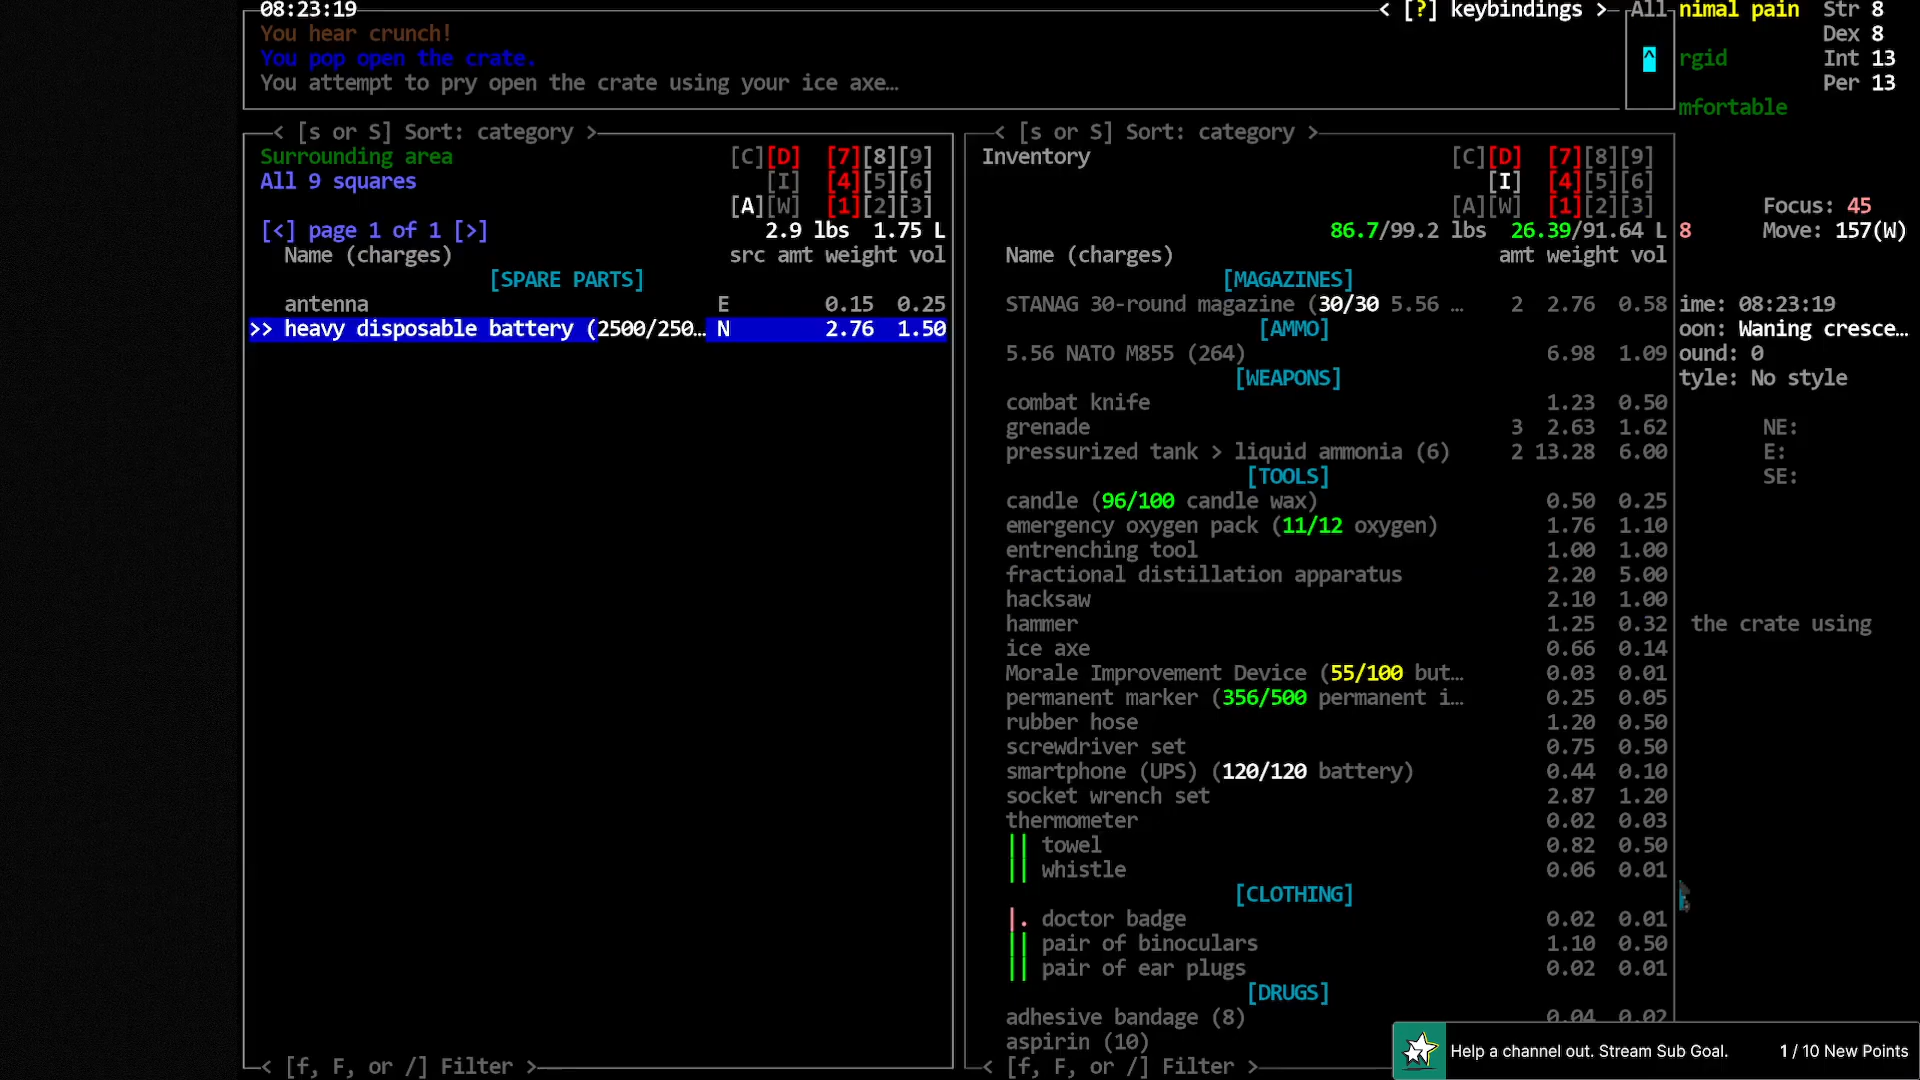 08:23:19
< [?] keybindings >
You hear crunch!
You pop open the crate.
You attempt to pry open the crate using your ice axe…
All
^
nimal pain
rgid
mfortable
Str 8
Dex 8
Int 13
Per 13
< [s or S] Sort: category >
Surrounding area
All 9 squares
[C][D] [7][8][9]
[I] [4][5][6]
[A][W] [1][2][3]
[<] page 1 of 1 [>]
2.9 lbs 1.75 L
Name (charges) src amt weight vol
[SPARE PARTS]
antenna E 0.15 0.25
>> heavy disposable battery (2500/250… N 2.76 1.50
< [f, F, or /] Filter >
< [s or S] Sort: category >
Inventory
[C][D] [7][8][9]
[I] [4][5][6]
[A][W] [1][2][3]
86.7/99.2 lbs 26.39/91.64 L
Name (charges) amt weight vol
[MAGAZINES]
STANAG 30-round magazine (30/30 5.56 … 2 2.76 0.58
[AMMO]
5.56 NATO M855 (264) 6.98 1.09
[WEAPONS]
combat knife 1.23 0.50
grenade 3 2.63 1.62
pressurized tank > liquid ammonia (6) 2 13.28 6.00
[TOOLS]
candle (96/100 candle wax) 0.50 0.25
emergency oxygen pack (11/12 oxygen) 1.76 1.10
entrenching tool 1.00 1.00
fractional distillation apparatus 2.20 5.00
hacksaw 2.10 1.00
hammer 1.25 0.32
ice axe 0.66 0.14
Morale Improvement Device (55/100 but… 0.03 0.01
permanent marker (356/500 permanent i… 0.25 0.05
rubber hose 1.20 0.50
screwdriver set 0.75 0.50
smartphone (UPS) (120/120 battery) 0.44 0.10
socket wrench set 2.87 1.20
thermometer 0.02 0.03
|| towel 0.82 0.50
|| whistle 0.06 0.01
[CLOTHING]
|. doctor badge 0.02 0.01
|| pair of binoculars 1.10 0.50
|| pair of ear plugs 0.02 0.01
[DRUGS]
adhesive bandage (8) 0.04 0.02
aspirin (10)
< [f, F, or /] Filter >
Focus: 45
8 Move: 157(W)
ime: 08:23:19
oon: Waning cresce…
ound: 0
tyle: No style
NE:
E:
SE:
the crate using
Help a channel out. Stream Sub Goal. 1 / 10 New Points